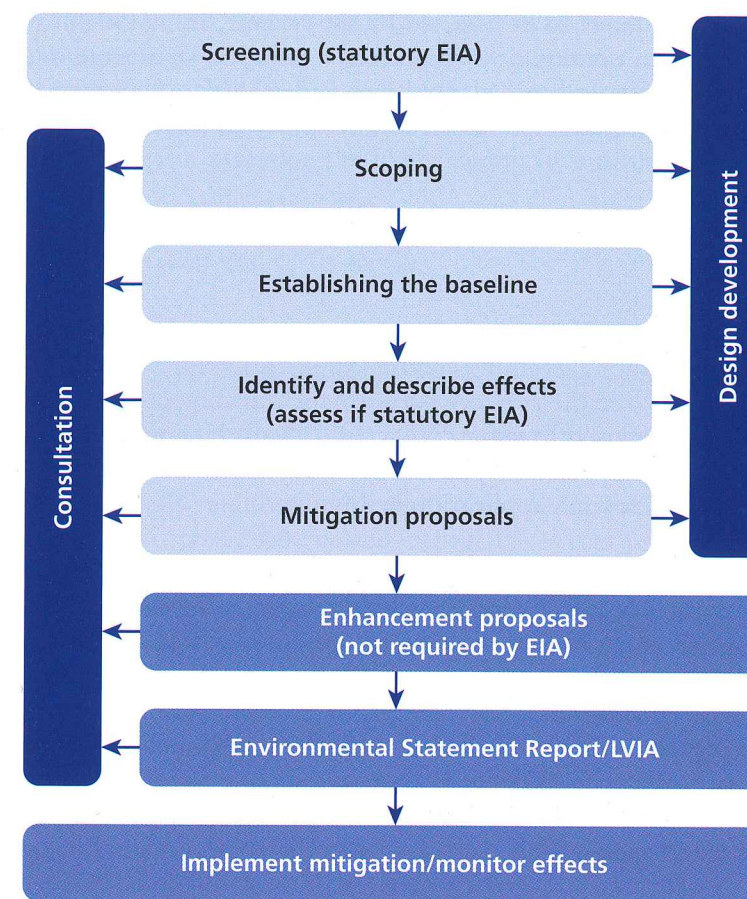 Screening (statutory EIA)
Scoping
Establishing the baseline
Identify and describe effects
(assess if statutory EIA)
Mitigation proposals
Enhancement proposals
(not required by EIA)
Environmental Statement Report/LVIA
Implement mitigation/monitor effects
Consultation
Design development